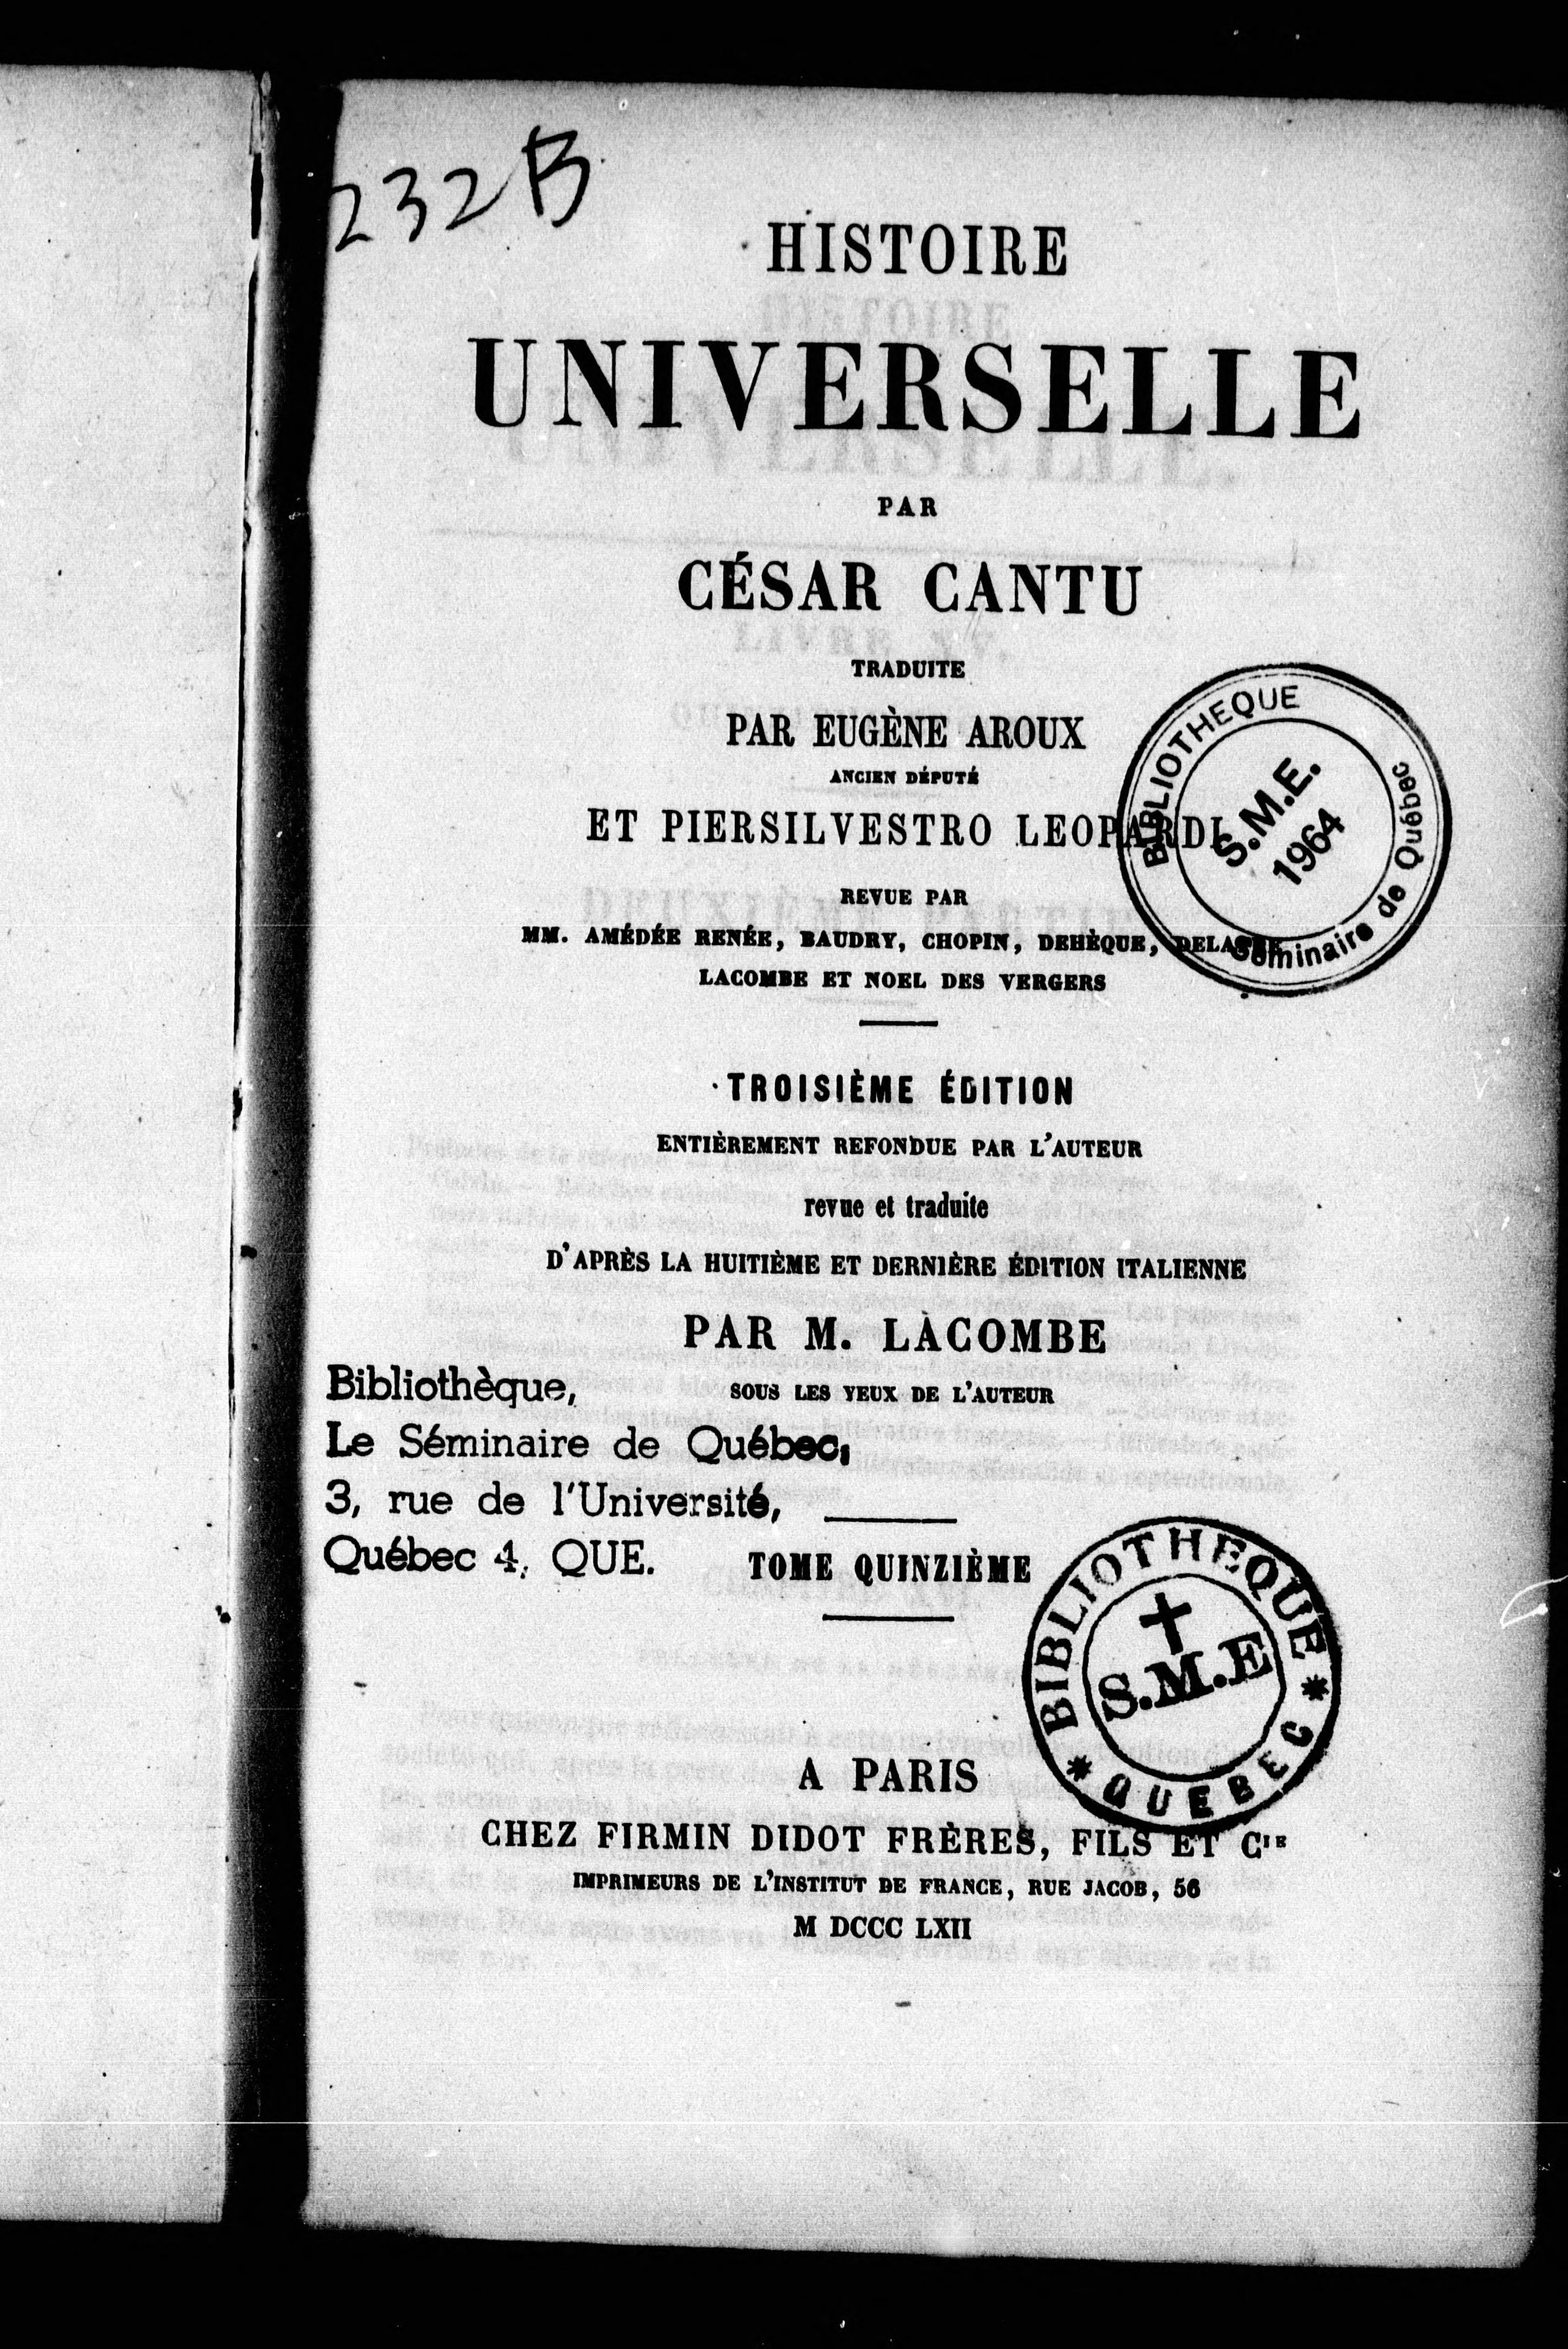 232 B
HISTOIRE
UNIVERSELLE
PAR
CÉSAR CANTU
TRADUITE
PAR EUGÈNE AROUX
ANCIEN DÉPUTÉ
ET PIERSILVESTRO LEOPARDI
BIBLIOTHEQUE
S.M.E.
1964
Séminaire de Québec
REVUE PAR
MM. AMÉDÉE RENÉE, BAUDRY, CHOPIN, DEHÈQUE,
LACOMBE ET NOEL DES VERGERS
TROISIÈME ÉDITION
ENTIÈREMENT REFONDUE PAR L'AUTEUR
revue et traduite
D'APRÈS LA HUITIÈME ET DERNIÈRE ÉDITION ITALIENNE
PAR M. LACOMBE
SOUS LES YEUX DE L'AUTEUR
Bibliothèque,
Le Séminaire de Québec,
3, rue de l'Université,
Québec 4, QUE.
TOME QUINZIÈME
BIBLIOTHEQUE
S.M.E
* QUEBEC *
A PARIS
CHEZ FIRMIN DIDOT FRÈRES, FILS ET CIE
IMPRIMEURS DE L'INSTITUT DE FRANCE, RUE JACOB, 56
M DCCC LXII